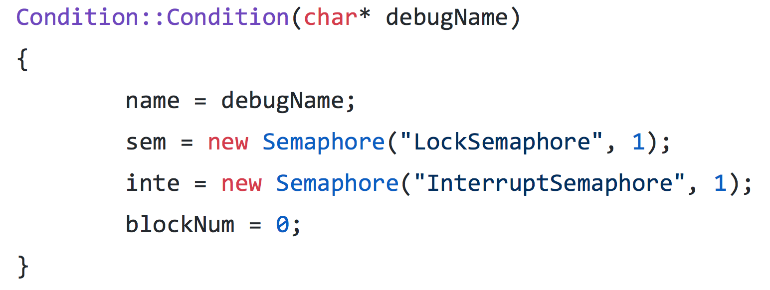 Condition::Condition(char* debugName)
{
        name = debugName;
        sem = new Semaphore("LockSemaphore", 1);
        inte = new Semaphore("InterruptSemaphore", 1);
        blockNum = 0;
}